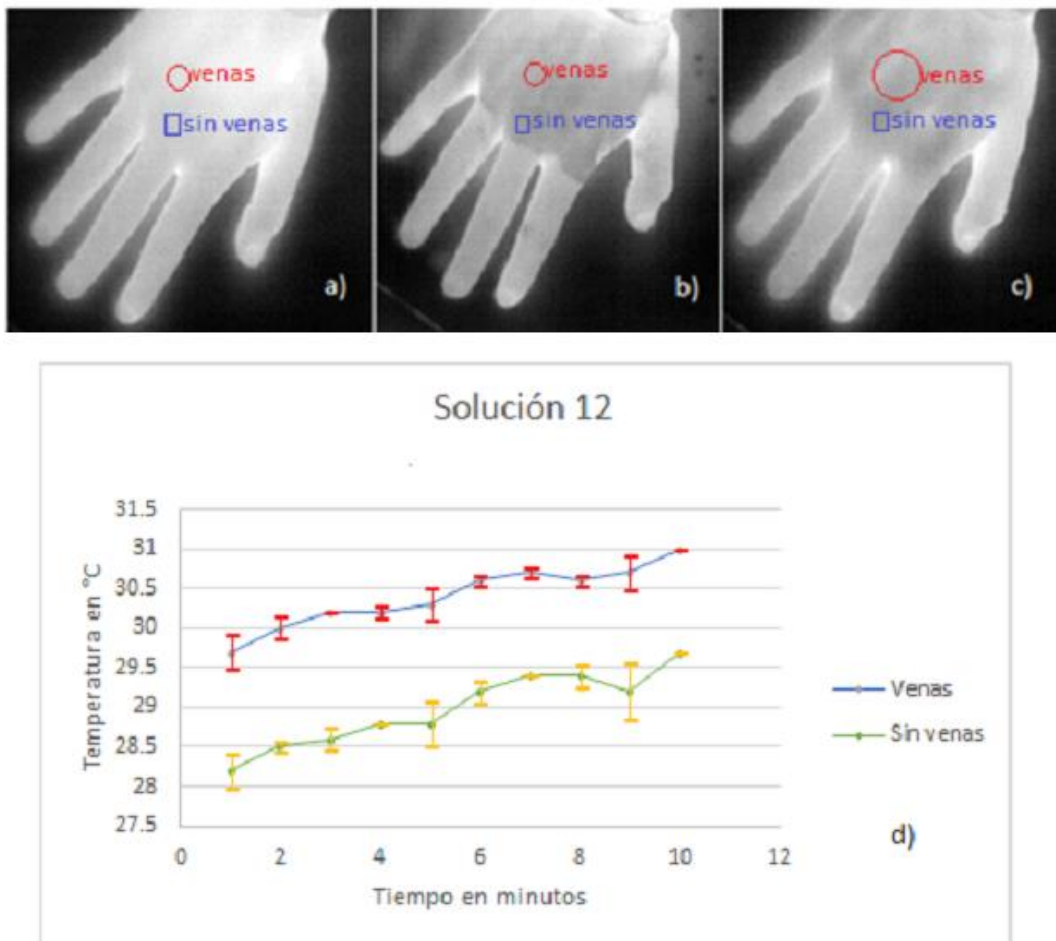 venas
sin venas
a)
venas
sin venas
b)
venas
sin venas
c)
Solución 12
Temperatura en °C
31.5
31
30.5
30
29.5
29
28.5
28
27.5
0 2 4 6 8 10 12
Tiempo en minutos
Venas
Sin venas
d)